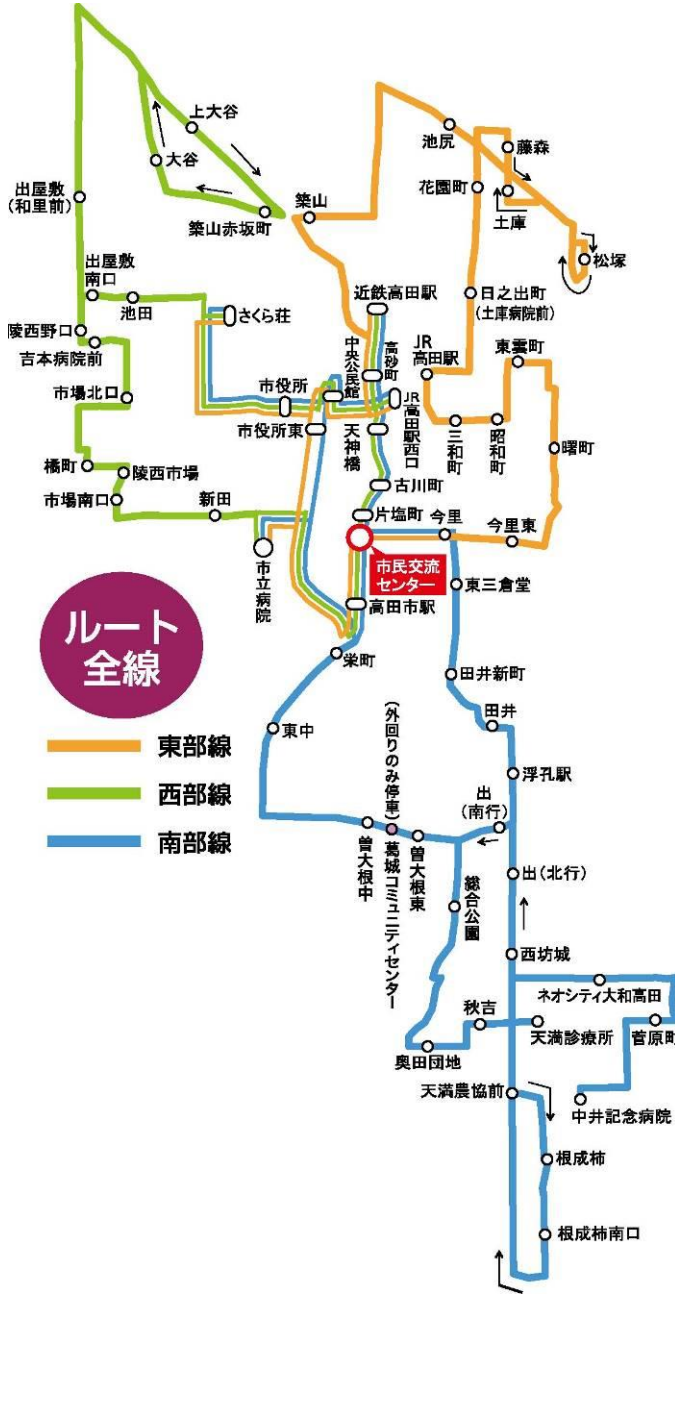 上大谷
大谷
出屋敷
(和里前)
築山赤坂町
築山
池尻
藤森
花園町
土庫
松塚
出屋敷
南口
池田
さくら荘
近鉄高田駅
日之出町
(土庫病院前)
陵西野口
吉本病院前
市場北口
市役所
市役所東
中央公民館
高砂町
JR
高田駅
JR
高田駅西口
東雲町
三和町
昭和町
曙町
天神橋
橘町
陵西市場
市場南口
新田
市立病院
古川町
片塩町
今里
今里東
市民交流
センター
東三倉堂
高田市駅
栄町
田井新町
田井
ルート
全線
東部線
西部線
南部線
東中
浮孔駅
出
(南行)
(外回りのみ停車)
葛城コミュニティセンター
曽大根中
曽大根東
総合公園
出(北行)
西坊城
ネオシティ大和高田
秋吉
天満診療所
菅原町
奥田団地
天満農協前
中井記念病院
根成柿
根成柿南口